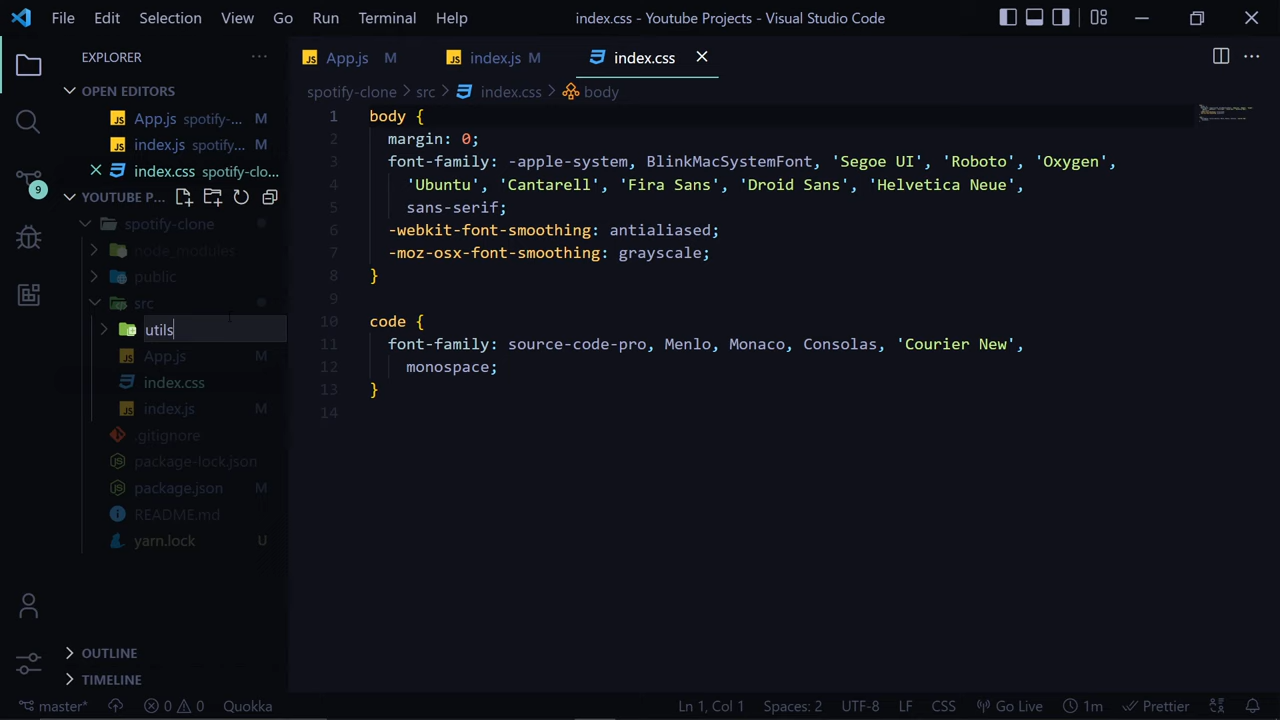 File Edit Selection View Go Run Terminal Help index.css - Youtube Projects - Visual Studio Code
EXPLORER
OPEN EDITORS
App.js spotify-... M
index.js spotify... M
index.css spotify-clo...
9
YOUTUBE P...
spotify-clone
node_modules
public
src
utils
App.js M
index.css
index.js M
.gitignore
package-lock.json
package.json M
README.md
yarn.lock U
OUTLINE
TIMELINE
App.js M index.js M index.css
spotify-clone > src > index.css > body
1 body {
2 margin: 0;
3 font-family: -apple-system, BlinkMacSystemFont, 'Segoe UI', 'Roboto', 'Oxygen',
4 'Ubuntu', 'Cantarell', 'Fira Sans', 'Droid Sans', 'Helvetica Neue',
5 sans-serif;
6 -webkit-font-smoothing: antialiased;
7 -moz-osx-font-smoothing: grayscale;
8 }
9
10 code {
11 font-family: source-code-pro, Menlo, Monaco, Consolas, 'Courier New',
12 monospace;
13 }
14
master* 0 0 Quokka Ln 1, Col 1 Spaces: 2 UTF-8 LF CSS Go Live 1m Prettier